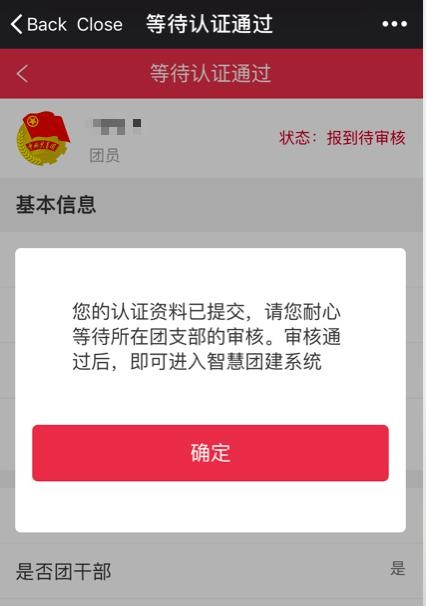 Back Close 等待认证通过
等待认证通过
状态：报到待审核
团员
基本信息
您的认证资料已提交，请您耐心
等待所在团支部的审核。审核通
过后，即可进入智慧团建系统
确定
是否团干部 是